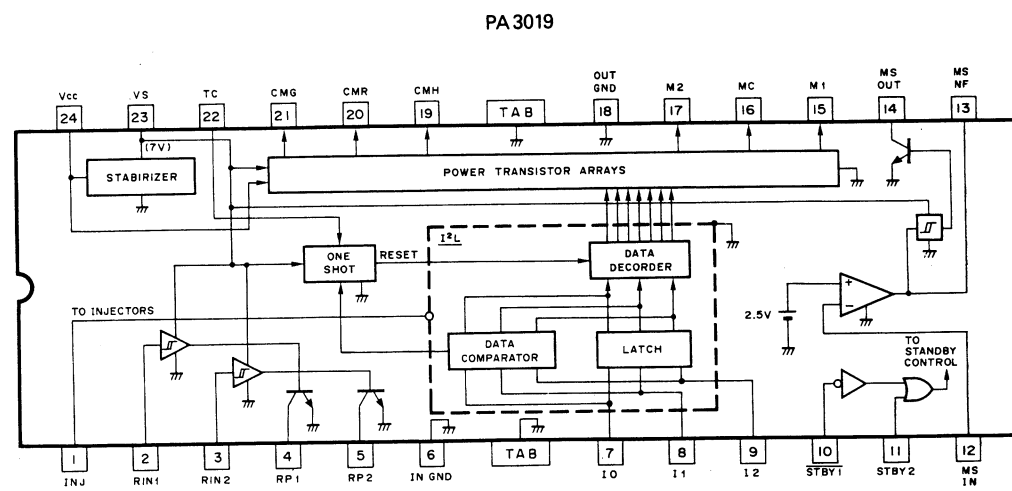 PA3019
Vcc VS TC CMG CMR CMH OUT GND M2 MC M1 MS OUT MS NF
24 23 22 21 20 19 TAB 18 17 16 15 14 13
(7V)
STABIRIZER
POWER TRANSISTOR ARRAYS
I²L
ONE SHOT
RESET
DATA DECORDER
TO INJECTORS
2.5V
+
−
DATA COMPARATOR
LATCH
TO STANDBY CONTROL
1 2 3 4 5 6 TAB 7 8 9 10 11 12
INJ RIN1 RIN2 RP1 RP2 IN GND I0 I1 I2 STBY1 STBY2 MS IN